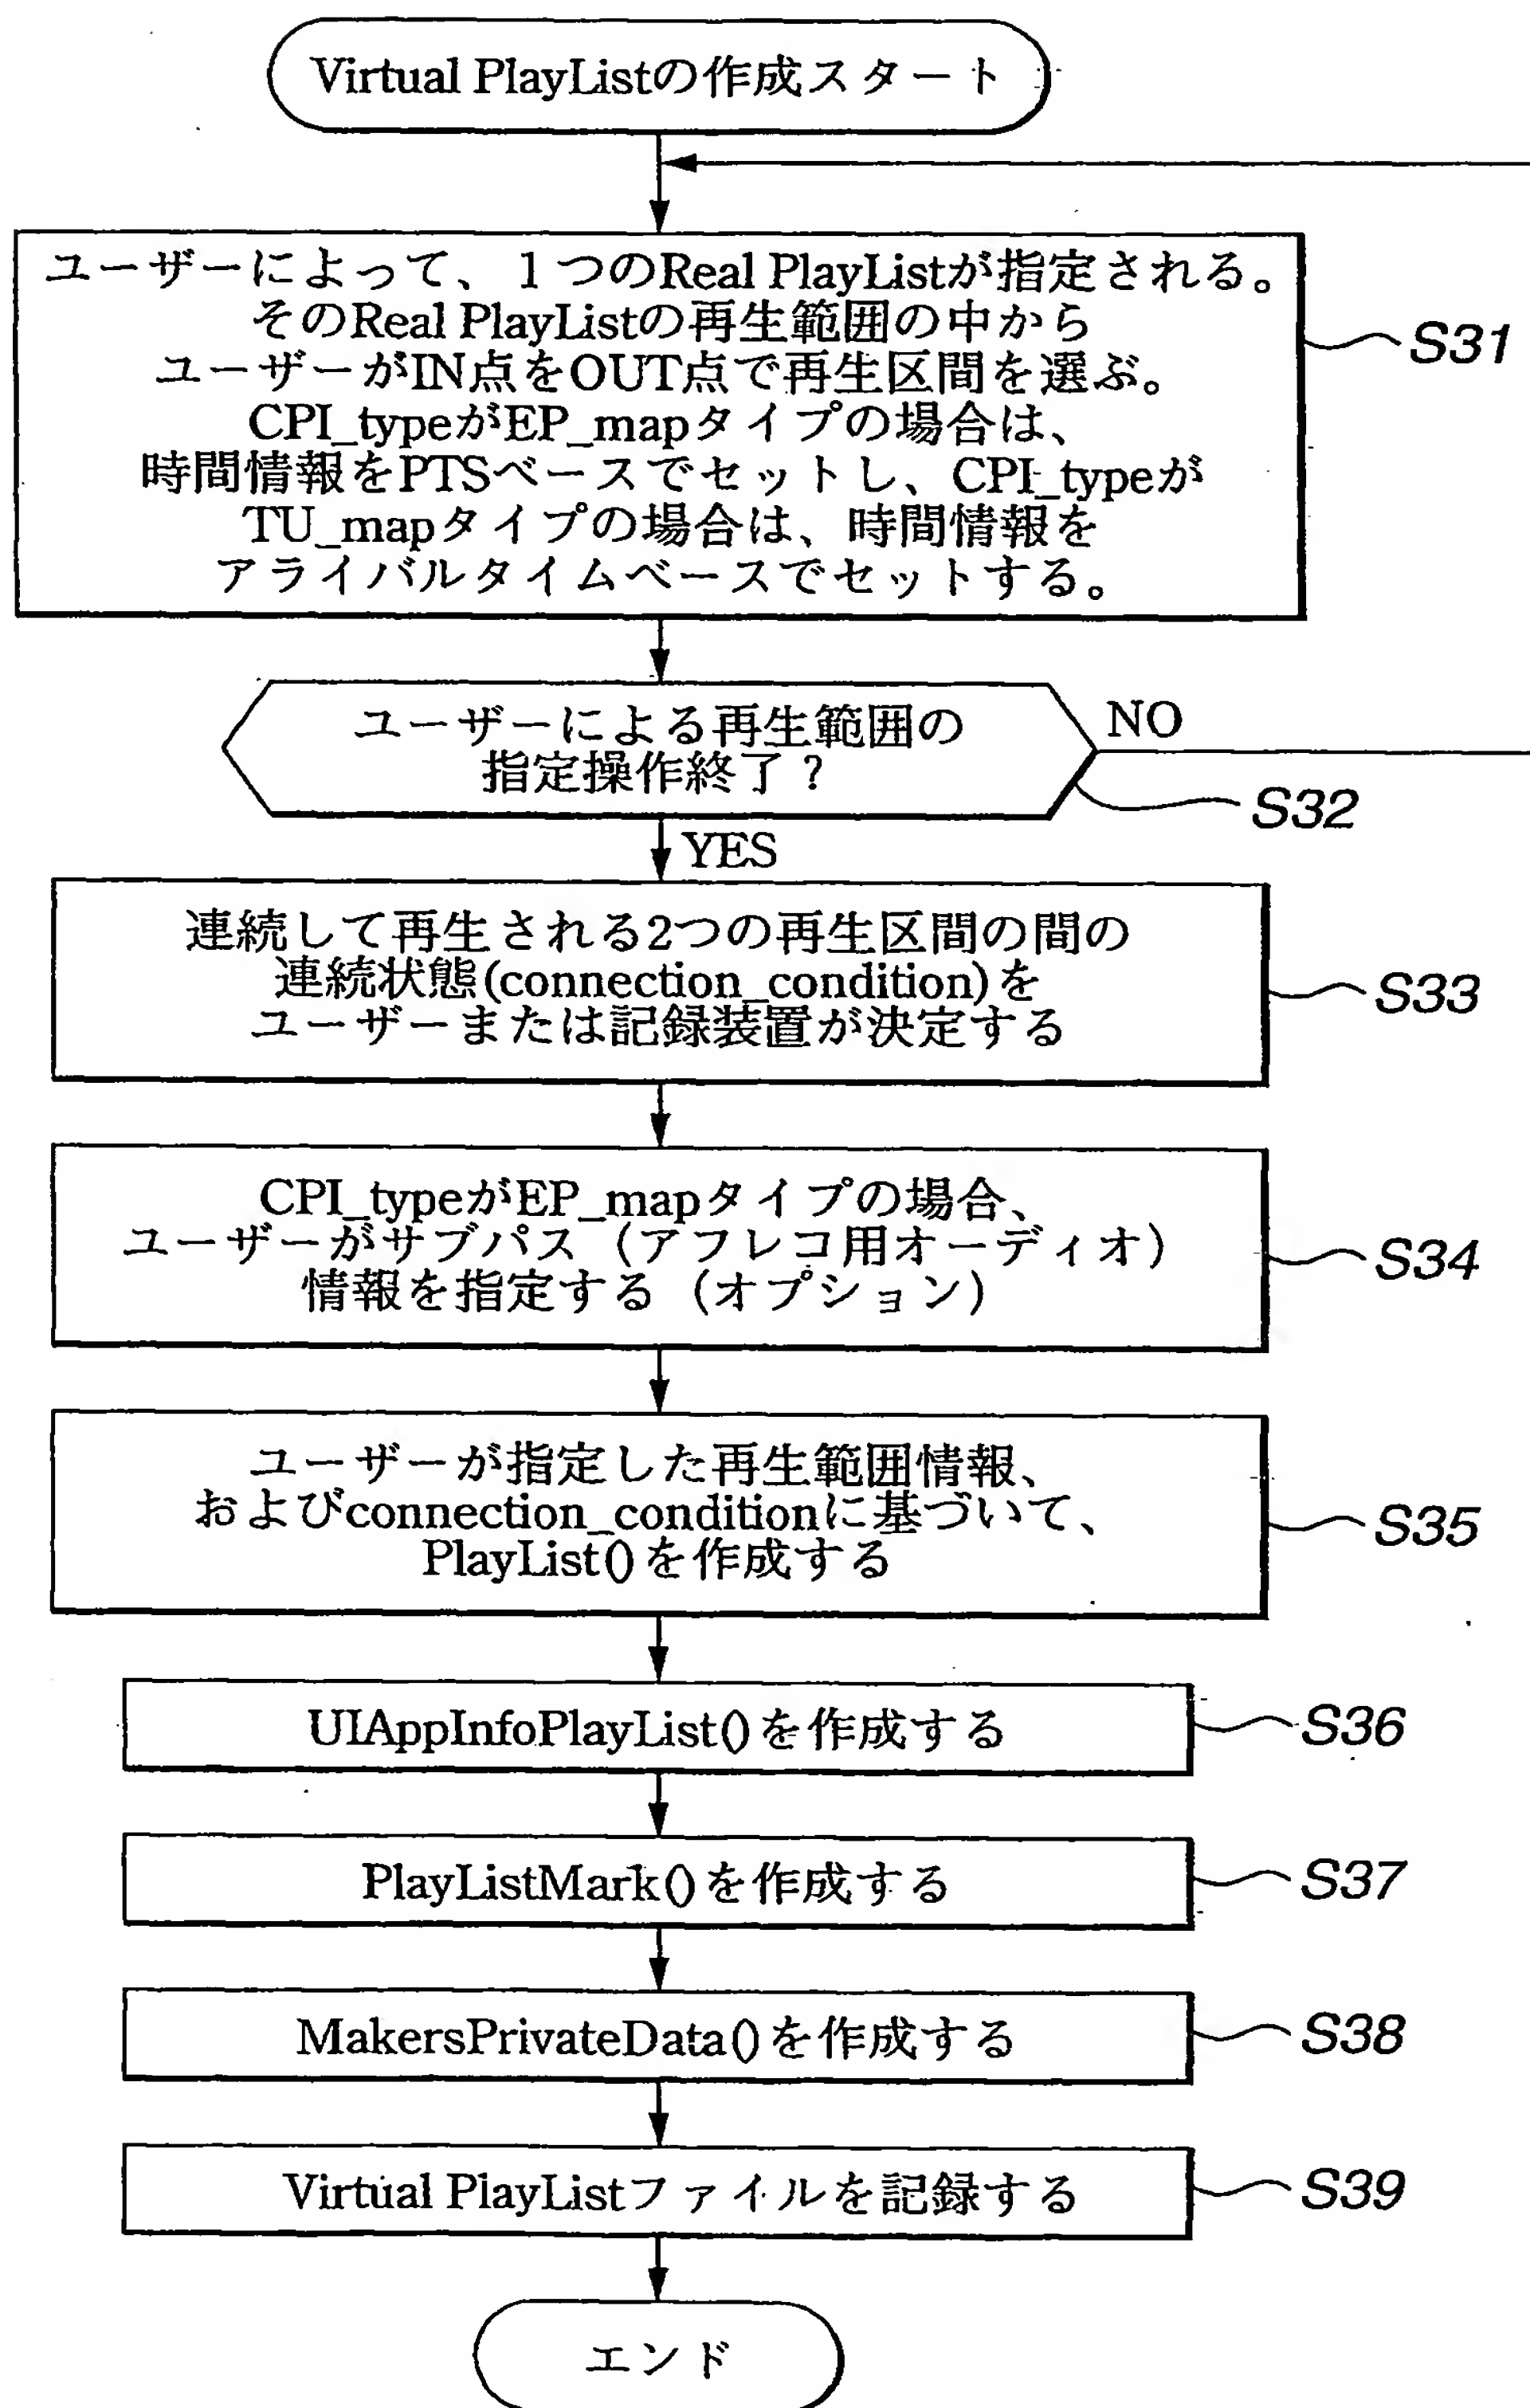 Virtual PlayListの作成スタート
ユーザーによって、1つのReal PlayListが指定される。
そのReal PlayListの再生範囲の中から
ユーザーがIN点をOUT点で再生区間を選ぶ。
CPI_typeがEP_mapタイプの場合は、
時間情報をPTSベースでセットし、CPI_typeが
TU_mapタイプの場合は、時間情報を
アライバルタイムベースでセットする。
S31
ユーザーによる再生範囲の
指定操作終了？
NO
S32
YES
連続して再生される2つの再生区間の間の
連続状態(connection_condition)を
ユーザーまたは記録装置が決定する
S33
CPI_typeがEP_mapタイプの場合、
ユーザーがサブパス（アフレコ用オーディオ）
情報を指定する（オプション）
S34
ユーザーが指定した再生範囲情報、
およびconnection_conditionに基づいて、
PlayList()を作成する
S35
UIAppInfoPlayList()を作成する
S36
PlayListMark()を作成する
S37
MakersPrivateData()を作成する
S38
Virtual PlayListファイルを記録する
S39
エンド